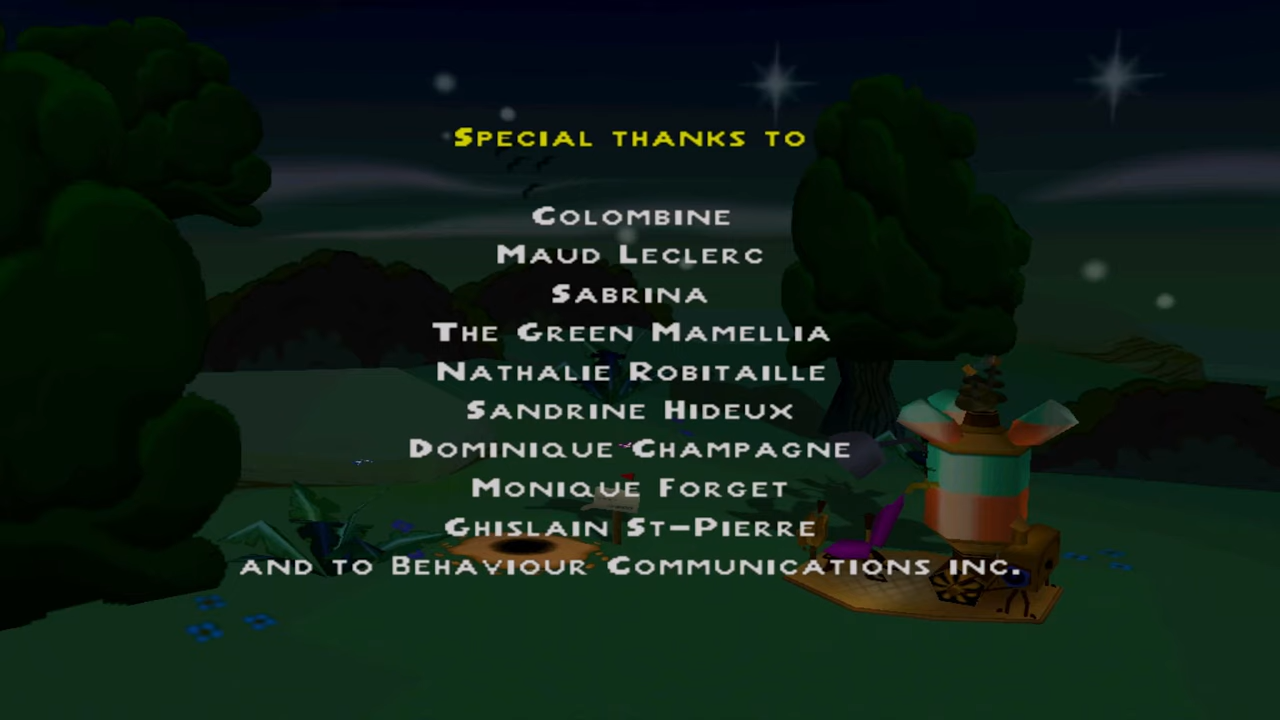 Special thanks to
Colombine
Maud Leclerc
Sabrina
The Green Mamellia
Nathalie Robitaille
Sandrine Hideux
Dominique Champagne
Monique Forget
Ghislain St-Pierre
and to Behaviour Communications inc.